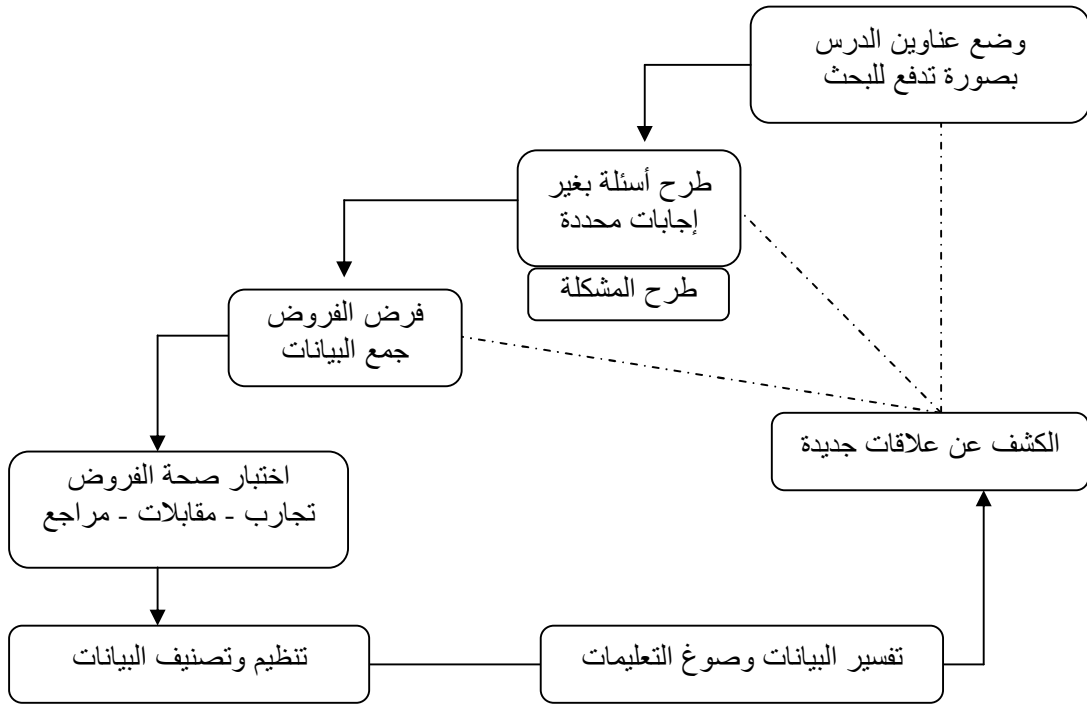 وضع عناوين الدرس
بصورة تدفع للبحث
طرح أسئلة بغير
إجابات محددة
طرح المشكلة
فرض الفروض
جمع البيانات
الكشف عن علاقات جديدة
اختبار صحة الفروض
تجارب - مقابلات - مراجع
تنظيم وتصنيف البيانات
تفسير البيانات وصوغ التعليمات